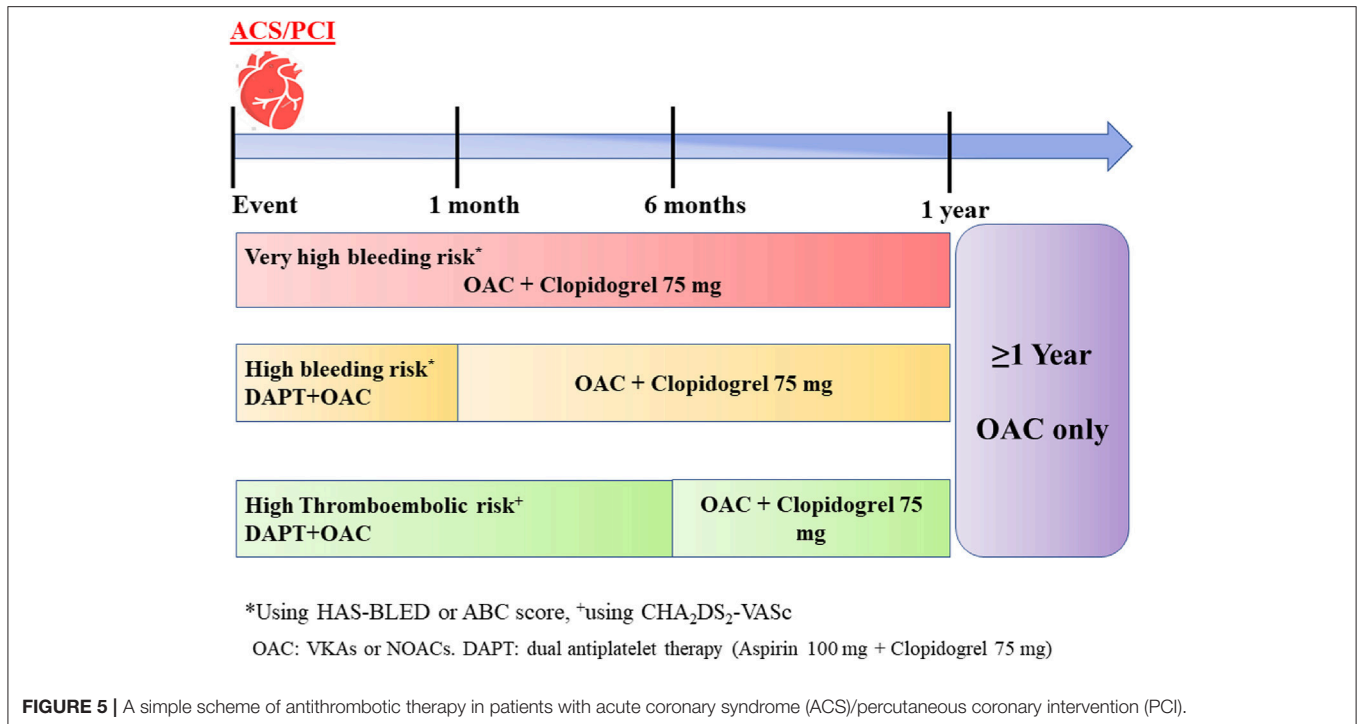 ACS/PCI
Event
1 month
6 months
1 year
Very high bleeding risk*
OAC + Clopidogrel 75 mg
High bleeding risk*
DAPT+OAC
OAC + Clopidogrel 75 mg
High Thromboembolic risk+
DAPT+OAC
OAC + Clopidogrel 75
mg
≥1 Year
OAC only
*Using HAS-BLED or ABC score, +using CHA₂DS₂-VASc
OAC: VKAs or NOACs. DAPT: dual antiplatelet therapy (Aspirin 100 mg + Clopidogrel 75 mg)
FIGURE 5 | A simple scheme of antithrombotic therapy in patients with acute coronary syndrome (ACS)/percutaneous coronary intervention (PCI).